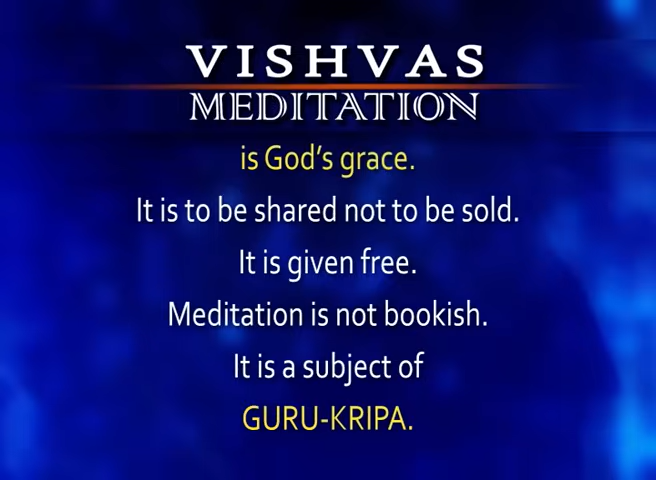 VISHVAS
MEDITATION
is God's grace.
It is to be shared not to be sold.
It is given free.
Meditation is not bookish.
It is a subject of
GURU-KRIPA.